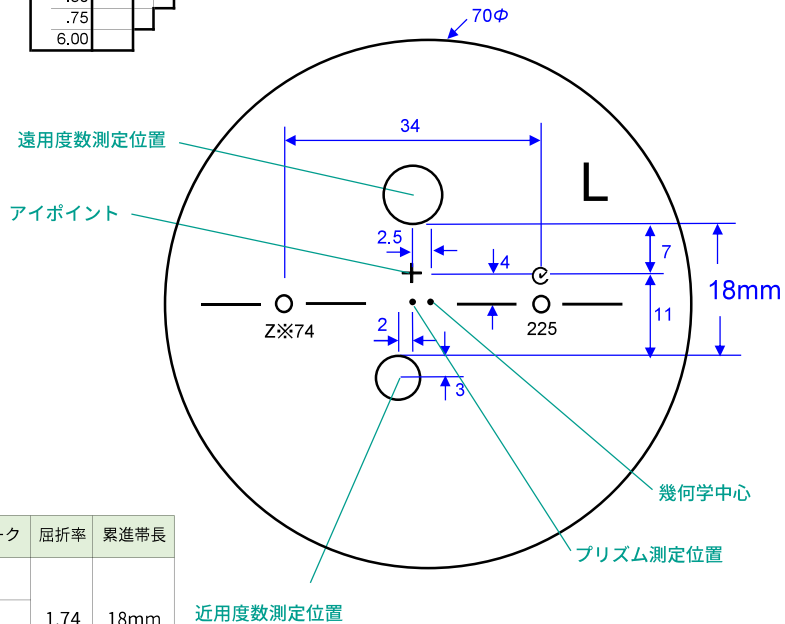 .75
6.00
70Φ
34
遠用度数測定位置
L
アイポイント
2.5
4
7
18mm
11
Z※74
225
2
3
幾何学中心
プリズム測定位置
近用度数測定位置
ーク 屈折率 累進帯長
1.74 18mm